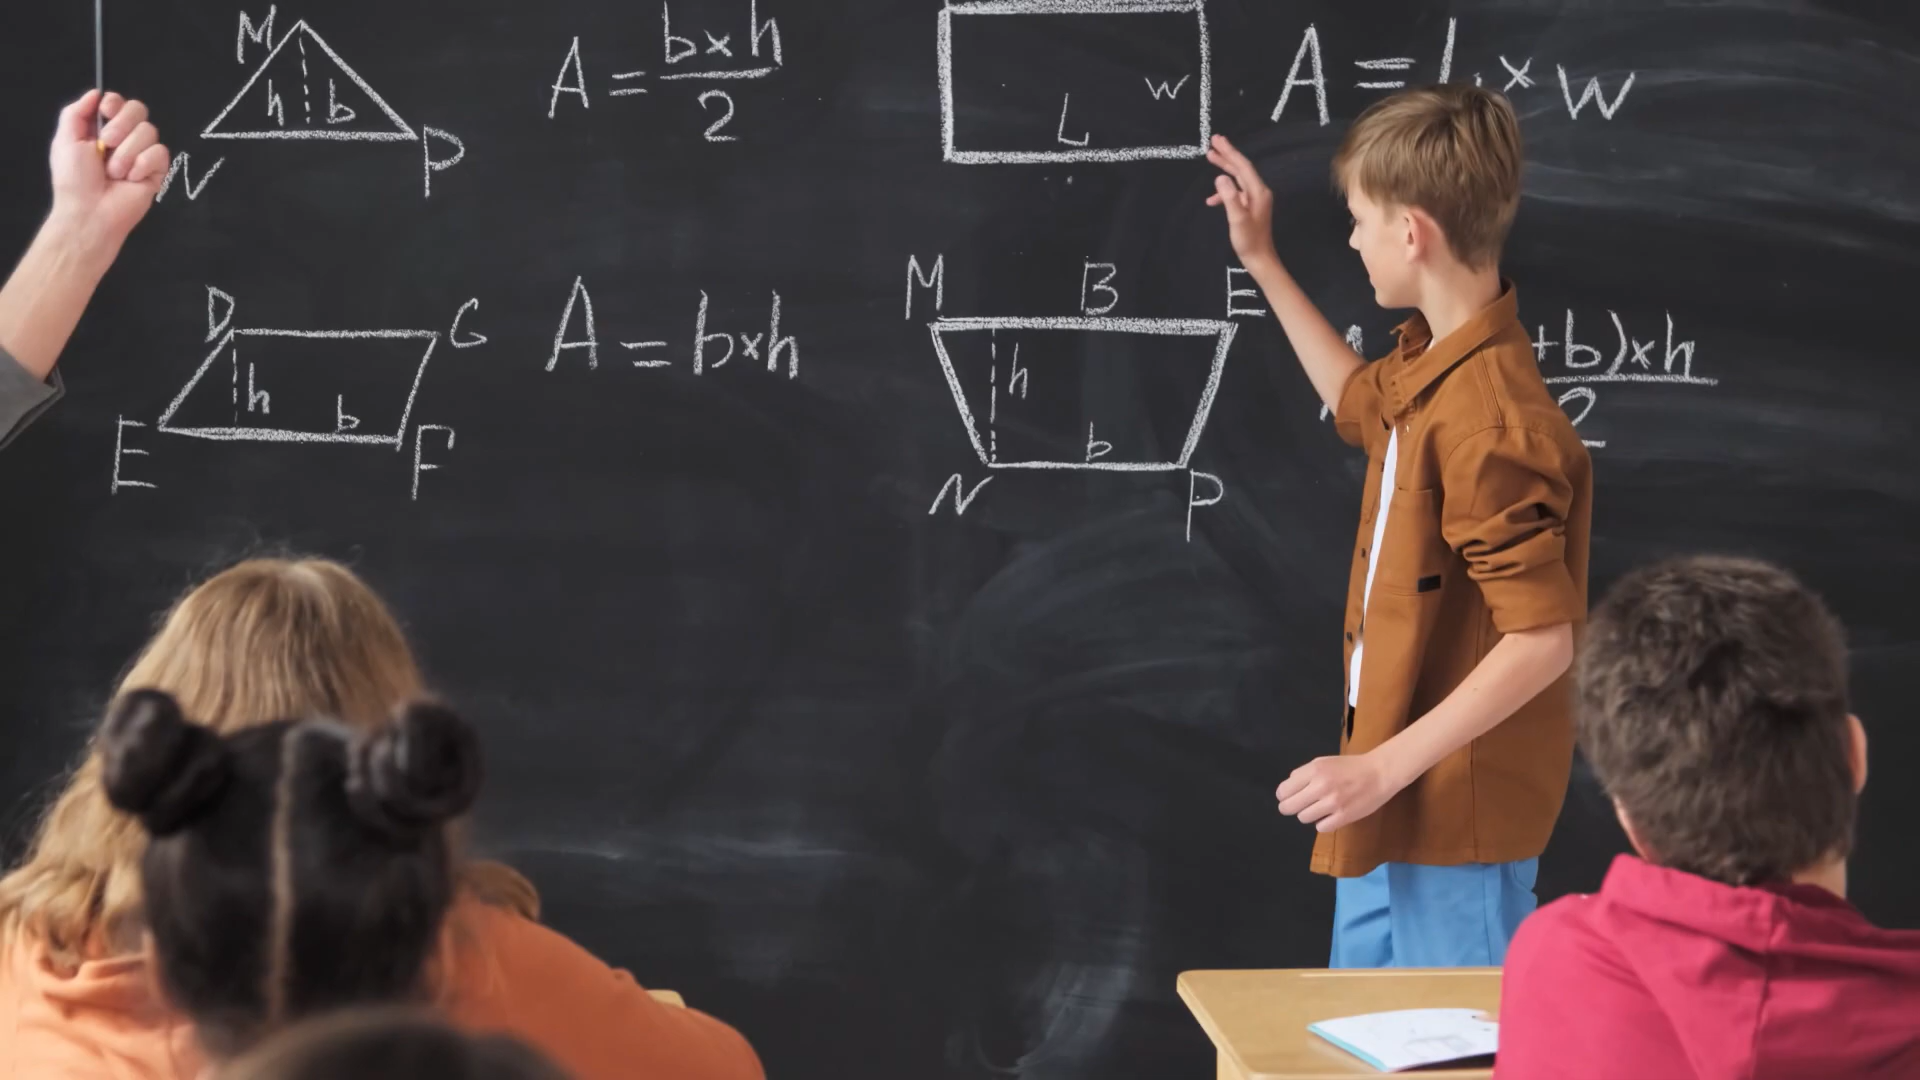 M
h b
N P
A = b×h / 2
W
L
A = L × W
D G
h b
E F
A = b×h
M B E
h
b
N P
+b)×h / 2